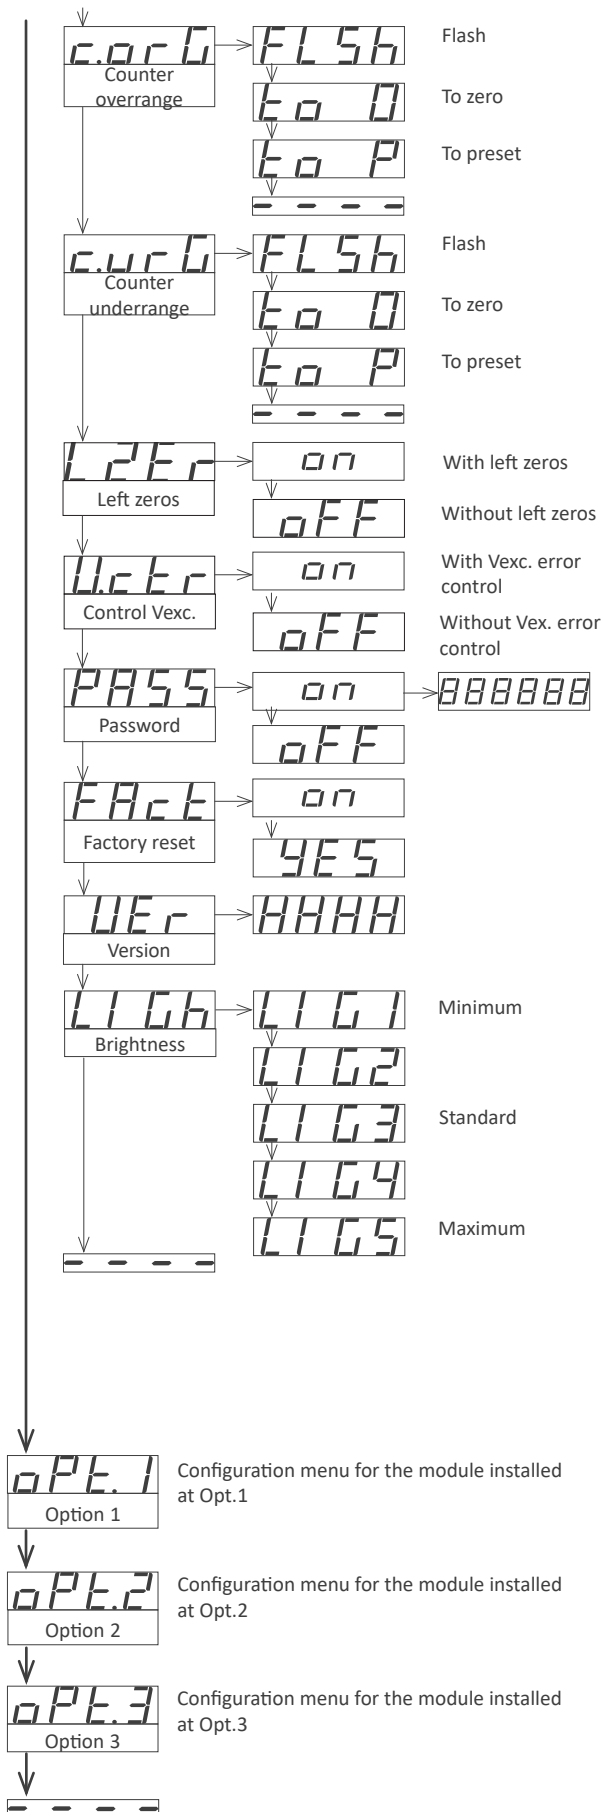 c.orG
Counter
overrange
FLSh
Flash
to 0
To zero
to P
To preset
- - - -
c.urG
Counter
underrange
FLSh
Flash
to 0
To zero
to P
To preset
- - - -
LZEr
Left zeros
on
With left zeros
oFF
Without left zeros
V.ctr
Control Vexc.
on
With Vexc. error
control
oFF
Without Vex. error
control
PASS
Password
on
888888
oFF
FAct
Factory reset
on
yES
VEr
Version
HHHH
LIGh
Brightness
LIG1
Minimum
LIG2
LIG3
Standard
LIG4
LIG5
Maximum
- - - -
oPt.1
Option 1
Configuration menu for the module installed
at Opt.1
oPt.2
Option 2
Configuration menu for the module installed
at Opt.2
oPt.3
Option 3
Configuration menu for the module installed
at Opt.3
- - - -